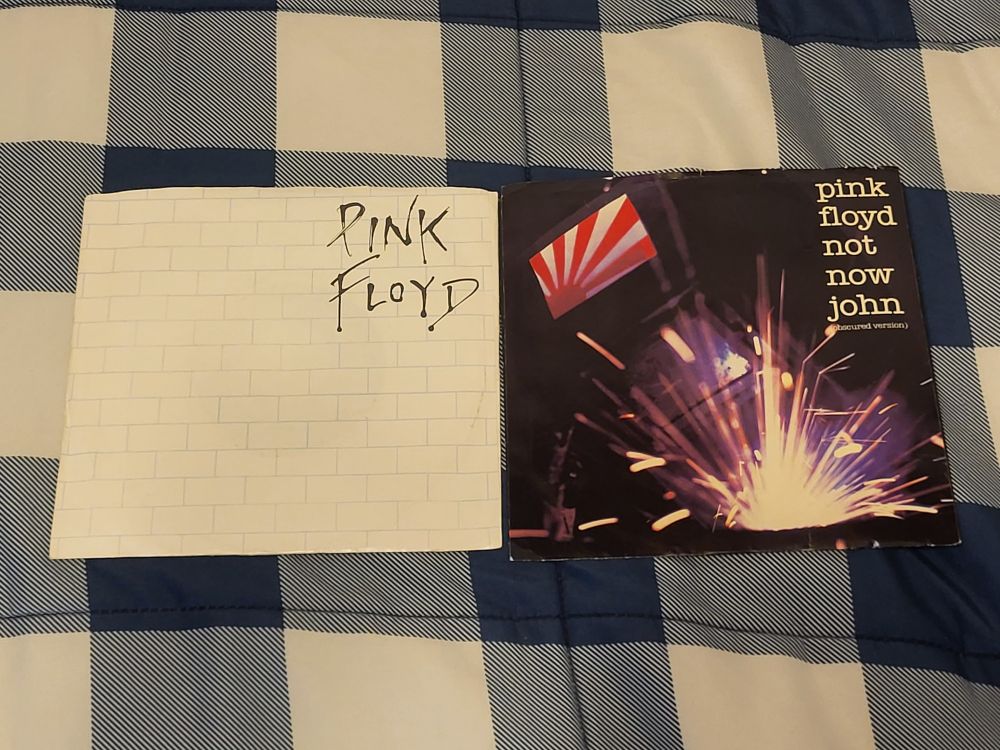 PINK
FLOYD
pink
floyd
not
now
john
(obscured version)